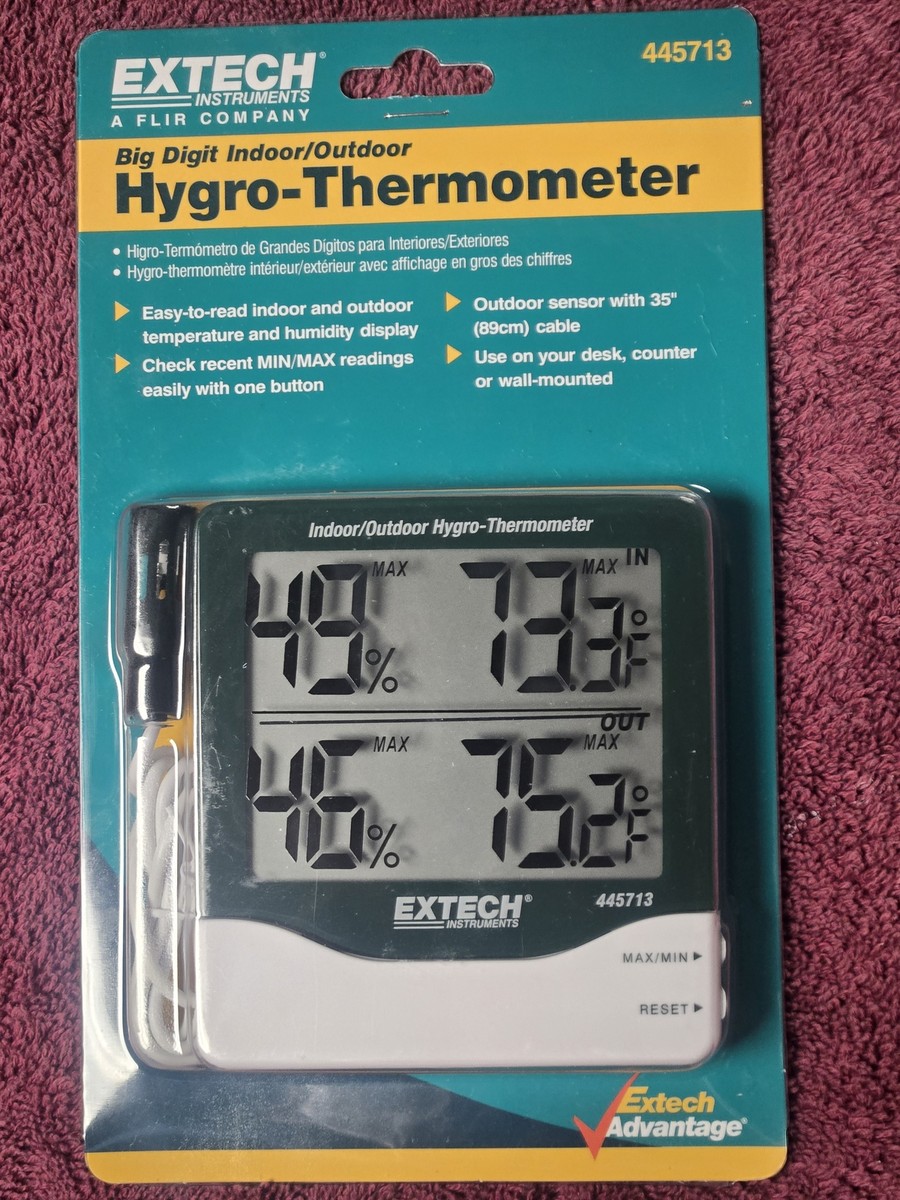 EXTECH®
INSTRUMENTS
A FLIR COMPANY
445713
Big Digit Indoor/Outdoor
Hygro-Thermometer
• Higro-Termómetro de Grandes Digitos para Interiores/Exteriores
• Hygro-thermomètre intérieur/extérieur avec affichage en gros des chiffres
Easy-to-read indoor and outdoor
temperature and humidity display
Check recent MIN/MAX readings
easily with one button
Outdoor sensor with 35"
(89cm) cable
Use on your desk, counter
or wall-mounted
Indoor/Outdoor Hygro-Thermometer
49% MAX 73.3°F MAX IN
OUT
46% MAX 75.2°F MAX
EXTECH®
INSTRUMENTS
445713
MAX/MIN ▶
RESET ▶
Extech
Advantage®